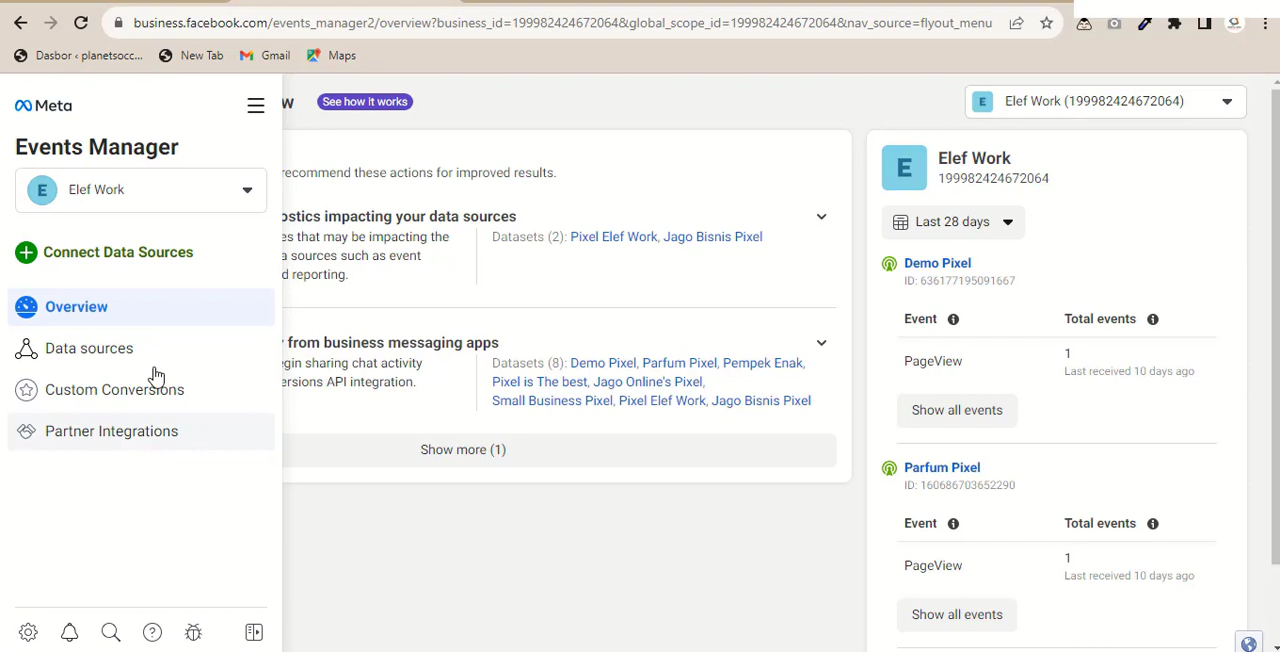 business.facebook.com/events_manager2/overview?business_id=199982424672064&global_scope_id=199982424672064&nav_source=flyout_menu
Dasbor < planetsocc...
New Tab
Gmail
Maps
Meta
Events Manager
E
Elef Work
Connect Data Sources
Overview
Data sources
Custom Conversions
Partner Integrations
See how it works
E
Elef Work (199982424672064)
recommend these actions for improved results.
ostics impacting your data sources
es that may be impacting the
a sources such as event
d reporting.
Datasets (2): Pixel Elef Work, Jago Bisnis Pixel
from business messaging apps
egin sharing chat activity
ersions API integration.
Datasets (8): Demo Pixel, Parfum Pixel, Pempek Enak,
Pixel is The best, Jago Online's Pixel,
Small Business Pixel, Pixel Elef Work, Jago Bisnis Pixel
Show more (1)
E
Elef Work
199982424672064
Last 28 days
Demo Pixel
ID: 636177195091667
Event
Total events
PageView
1
Last received 10 days ago
Show all events
Parfum Pixel
ID: 160686703652290
Event
Total events
PageView
1
Last received 10 days ago
Show all events